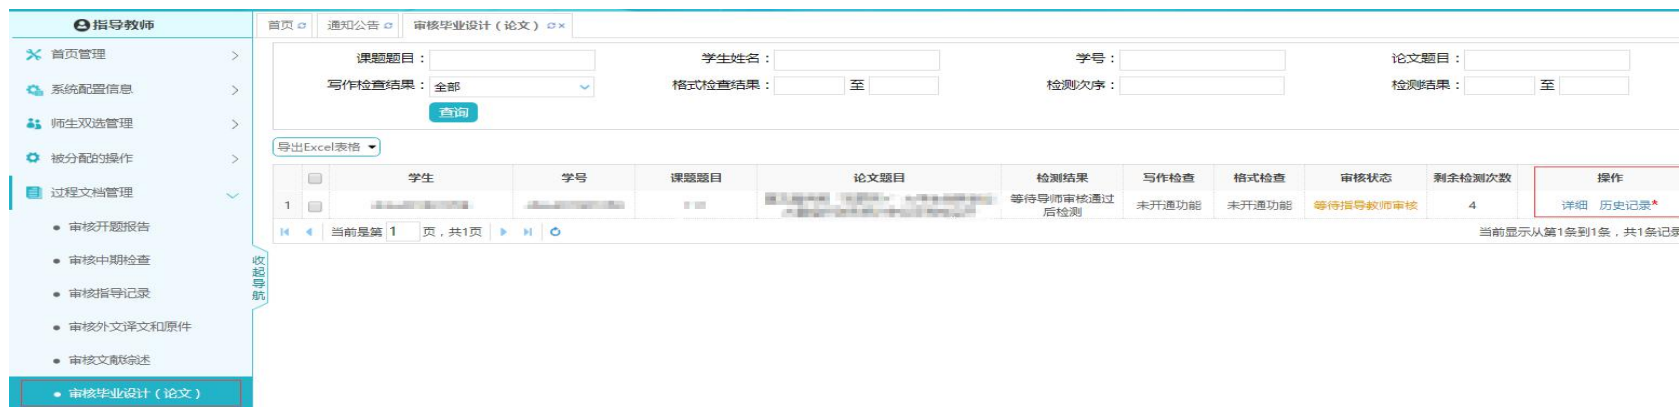 指导教师
首页 通知公告 审核毕业设计（论文）
首页管理
系统配置信息
师生双选管理
被分配的操作
过程文档管理
审核开题报告
审核中期检查
审核指导记录
审核外文译文和原件
审核文献综述
审核毕业设计（论文）
收起导航
课题题目： 学生姓名： 学号： 论文题目：
写作检查结果： 全部 格式检查结果： 至 检测次序： 检测结果： 至
查询
导出Excel表格
学生 学号 课题题目 论文题目 检测结果 写作检查 格式检查 审核状态 剩余检测次数 操作
1 等待导师审核通过后检测 未开通功能 未开通功能 等待指导教师审核 4 详细 历史记录*
当前是第 1 页，共1页 当前显示从第1条到1条，共1条记录